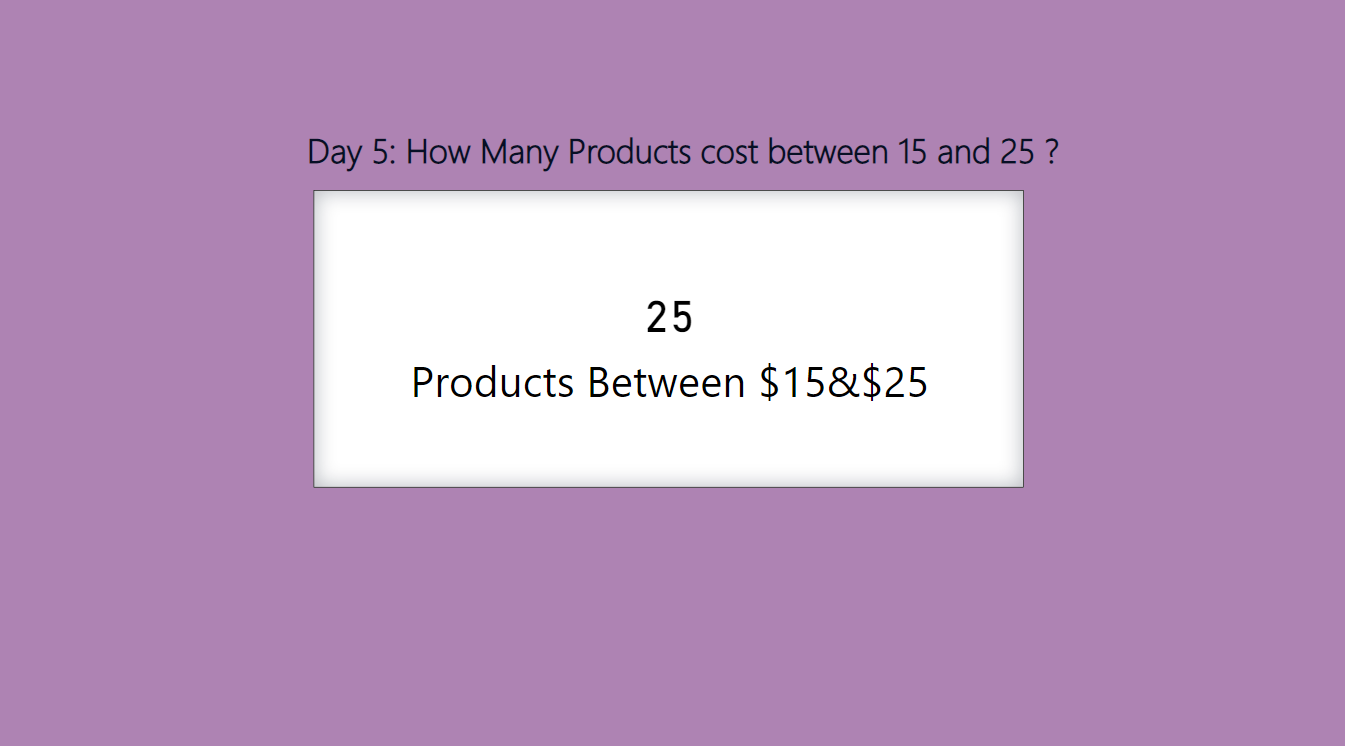 Day 5: How Many Products cost between 15 and 25 ?
25
Products Between $15&$25